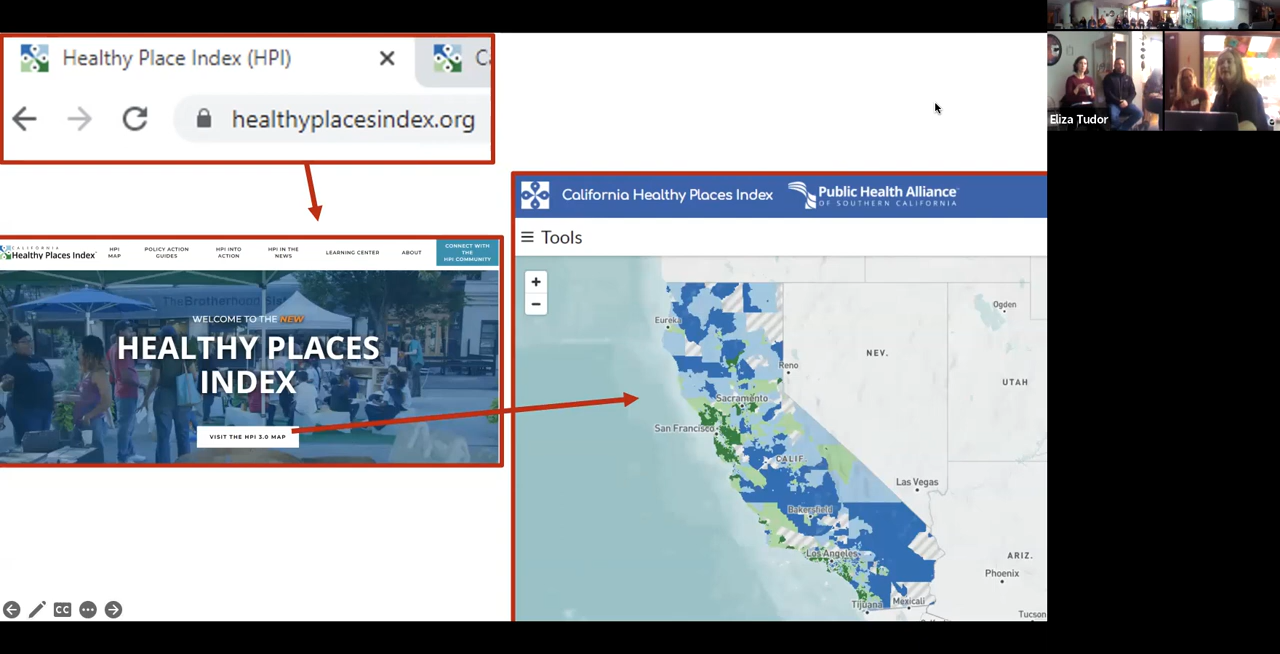 Healthy Place Index (HPI)
healthyplacesindex.org
CALIFORNIA
Healthy Places Index
HPI
MAP
POLICY ACTION
GUIDES
HPI INTO
ACTION
HPI IN THE
NEWS
LEARNING CENTER
ABOUT
CONNECT WITH
THE
HPI COMMUNITY
The Brotherhood
WELCOME TO THE NEW
HEALTHY PLACES
INDEX
VISIT THE HPI 3.0 MAP
California Healthy Places Index
Public Health Alliance
OF SOUTHERN CALIFORNIA
Tools
+
−
Eureka
Ogden
Reno
NEV.
UTAH
Sacramento
San Francisco
CALIF.
Las Vegas
Bakersfield
Los Angeles
ARIZ.
Phoenix
Tijuana
Mexicali
Tucson
CC
Eliza Tudor